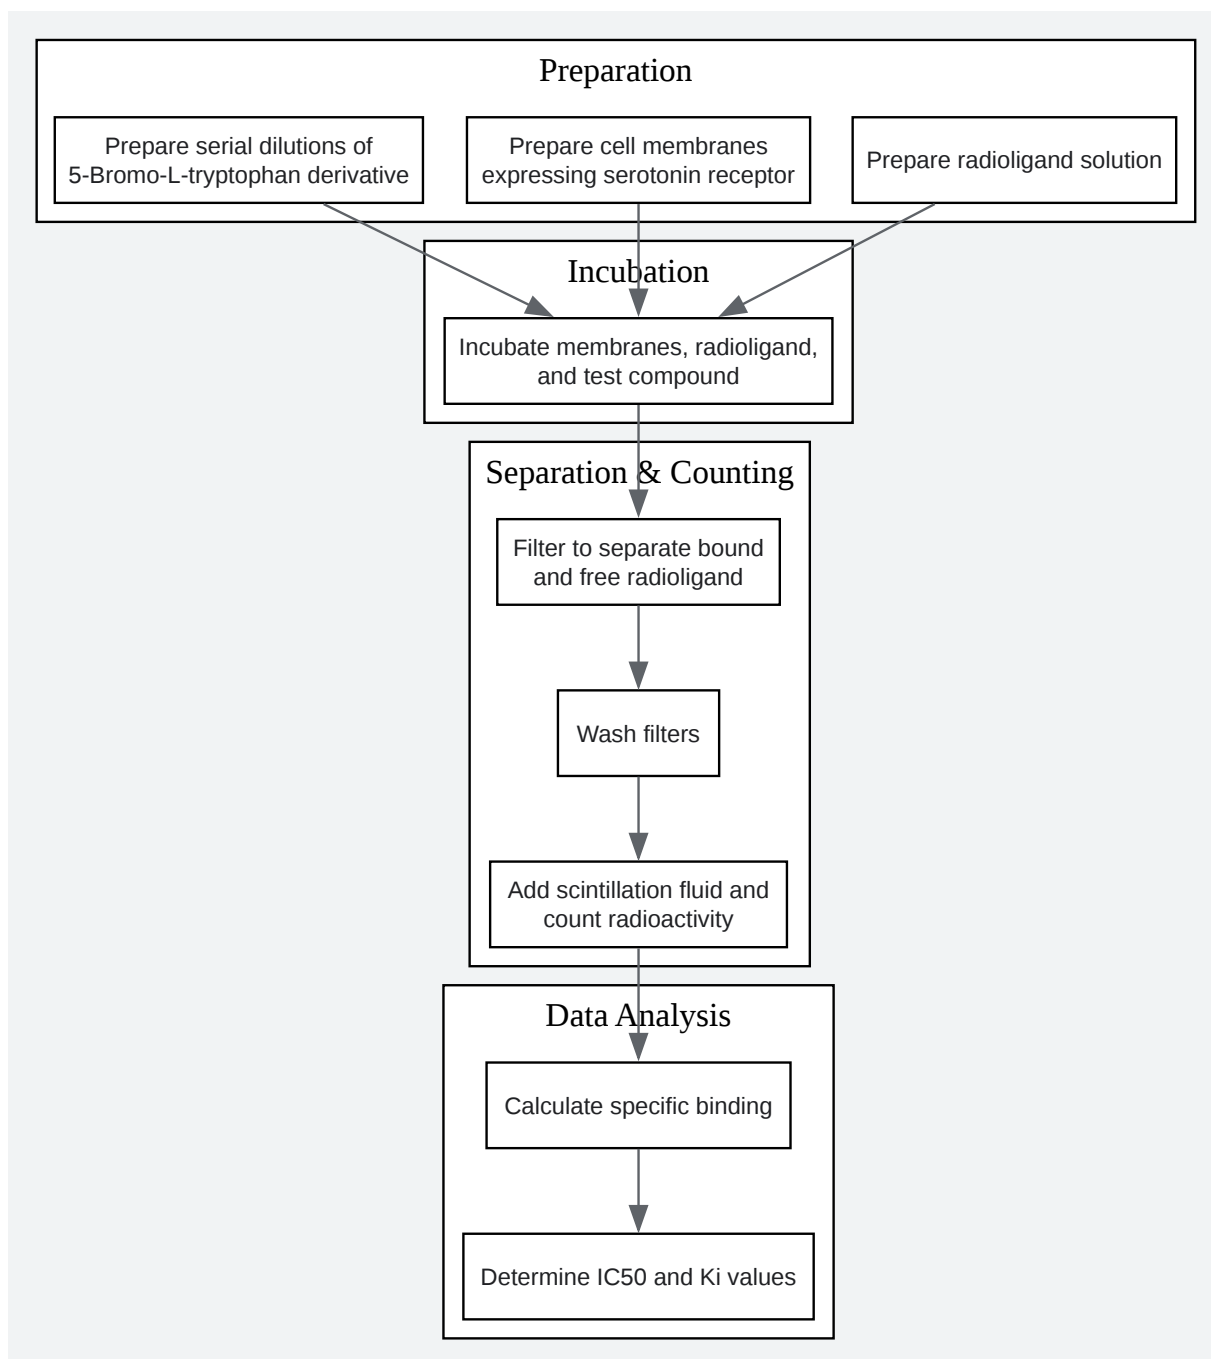 Preparation
Prepare serial dilutions of
5-Bromo-L-tryptophan derivative
Prepare cell membranes
expressing serotonin receptor
Prepare radioligand solution
Incubation
Incubate membranes, radioligand,
and test compound
Separation & Counting
Filter to separate bound
and free radioligand
Wash filters
Add scintillation fluid and
count radioactivity
Data Analysis
Calculate specific binding
Determine IC50 and Ki values